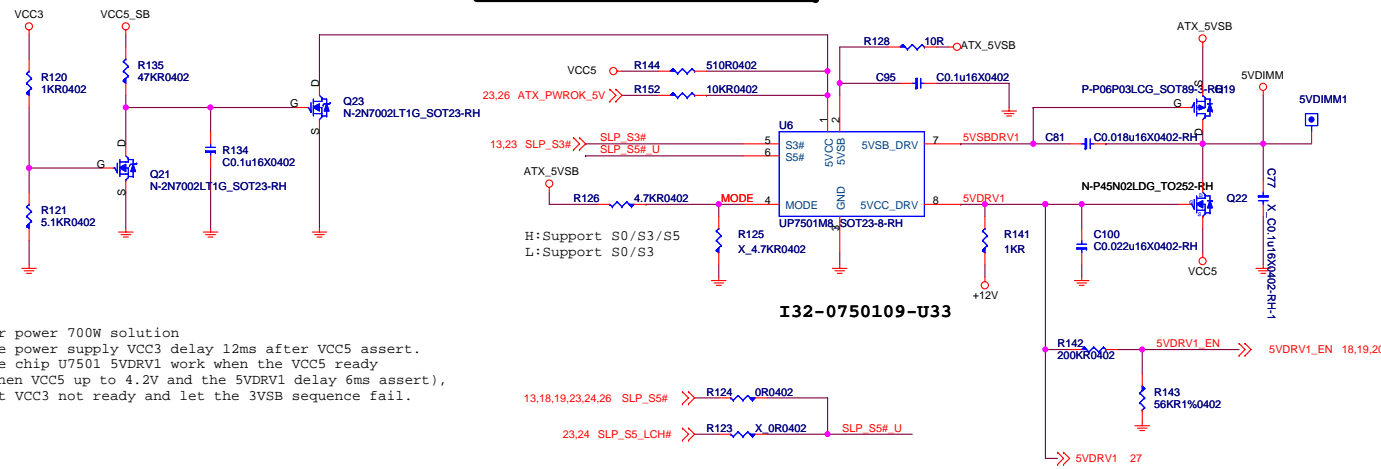 VCC3
VCC5_SB
R120
1KR0402
R135
47KR0402
R121
5.1KR0402
G
D
S
Q21
N-2N7002LT1G_SOT23-RH
R134
C0.1u16X0402
G
D
S
Q23
N-2N7002LT1G_SOT23-RH
VCC5
R144
510R0402
23,26 ATX_PWROK_5V
R152
10KR0402
R128
10R
ATX_5VSB
C95
C0.1u16X0402
13,23 SLP_S3#
SLP_S3#
SLP_S5#_U
ATX_5VSB
R126
4.7KR0402
MODE
R125
X_4.7KR0402
H:Support S0/S3/S5
L:Support S0/S3
U6
1
2
5
6
4
7
8
S3#
S5#
MODE
5VCC
5VSB
GND
5VSB_DRV
5VCC_DRV
UP7501M8_SOT23-8-RH
5VSBDRV1
5VDRV1
R141
1KR
+12V
I32-0750109-U33
ATX_5VSB
S
G
D
P-P06P03LCG_SOT89-3-RH
Q19
5VDIMM
5VDIMM1
C81
C0.018u16X0402-RH
N-P45N02LDG_TO252-RH
Q22
C100
C0.022u16X0402-RH
VCC5
C77
X_C0.1u16X0402-RH-1
R142
200KR0402
5VDRV1_EN
5VDRV1_EN 18,19,20
R143
56KR1%0402
5VDRV1 27
r power 700W solution
e power supply VCC3 delay 12ms after VCC5 assert.
e chip U7501 5VDRV1 work when the VCC5 ready
hen VCC5 up to 4.2V and the 5VDRV1 delay 6ms assert),
t VCC3 not ready and let the 3VSB sequence fail.
13,18,19,23,24,26 SLP_S5#
R124
0R0402
23,24 SLP_S5_LCH#
R123
X_0R0402
SLP_S5#_U